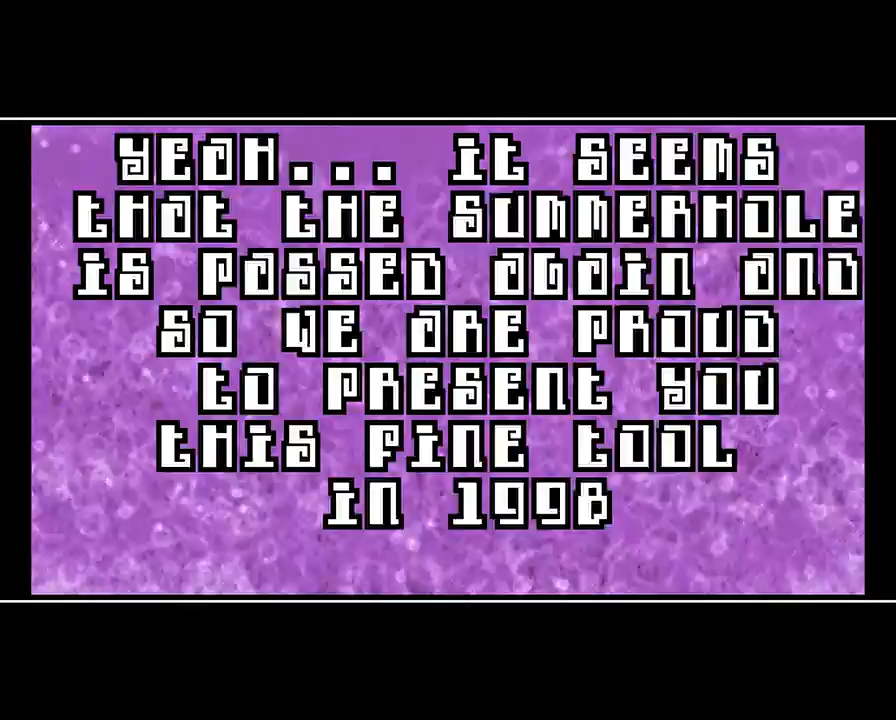 YEAH... it SEEMS
tHAt tHE SUMMERHOLE
iS PASSED AGAiN AND
SO WE ARE PROUD
tO PRESENt YOU
tHiS FiNE tOOL
iN 1998